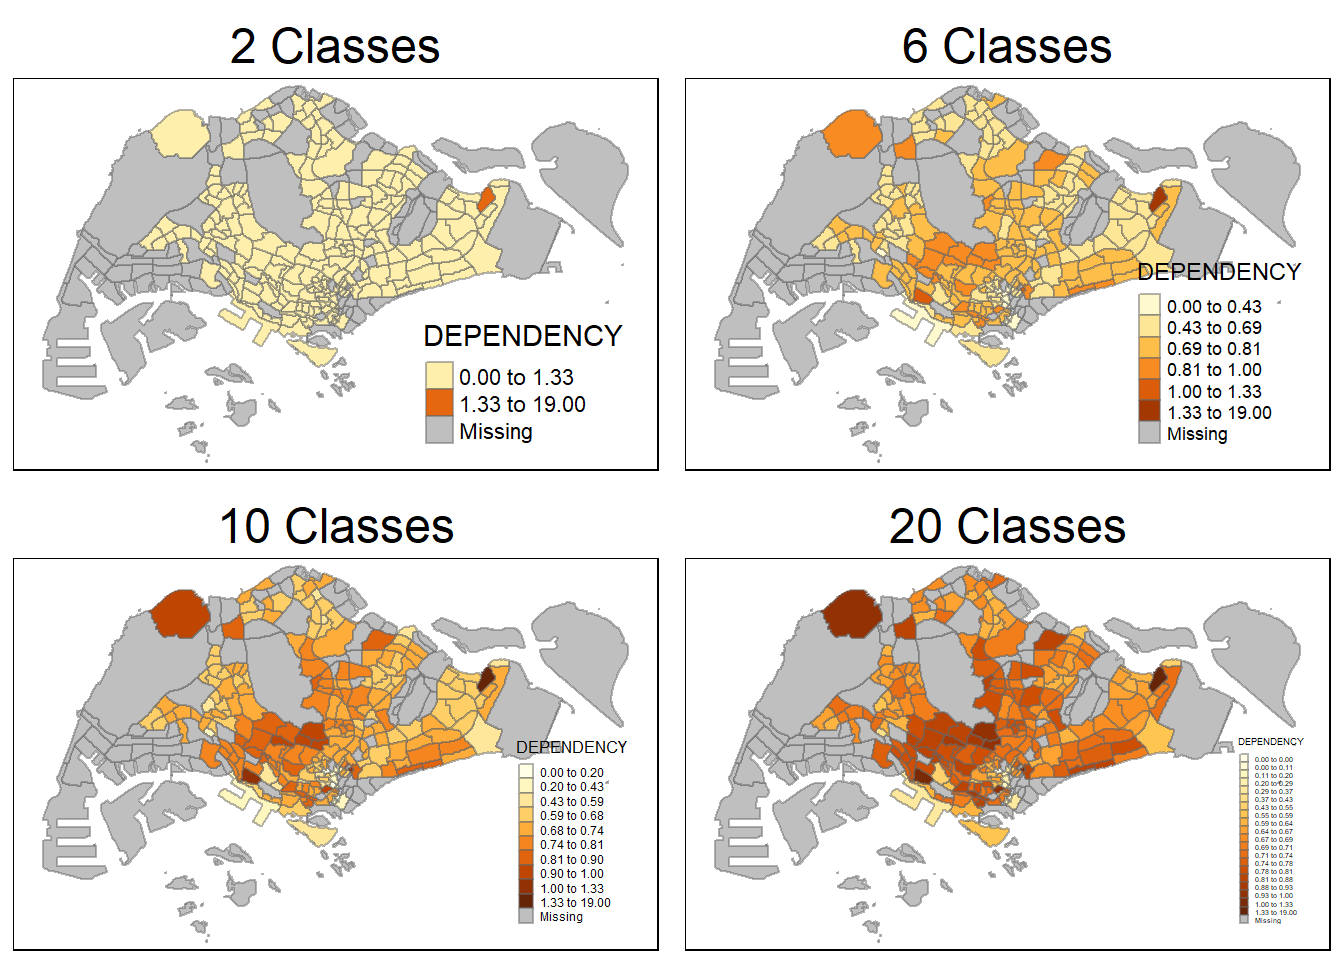 2 Classes
DEPENDENCY
0.00 to 1.33
1.33 to 19.00
Missing
6 Classes
DEPENDENCY
0.00 to 0.43
0.43 to 0.69
0.69 to 0.81
0.81 to 1.00
1.00 to 1.33
1.33 to 19.00
Missing
10 Classes
DEPENDENCY
0.00 to 0.20
0.20 to 0.43
0.43 to 0.59
0.59 to 0.68
0.68 to 0.74
0.74 to 0.81
0.81 to 0.90
0.90 to 1.00
1.00 to 1.33
1.33 to 19.00
Missing
20 Classes
DEPENDENCY
0.00 to 0.00
0.00 to 0.11
0.11 to 0.20
0.20 to 0.29
0.29 to 0.37
0.37 to 0.43
0.43 to 0.55
0.55 to 0.59
0.59 to 0.64
0.64 to 0.67
0.67 to 0.69
0.69 to 0.71
0.71 to 0.74
0.74 to 0.78
0.78 to 0.81
0.81 to 0.88
0.88 to 0.93
0.93 to 1.00
1.00 to 1.33
1.33 to 19.00
Missing